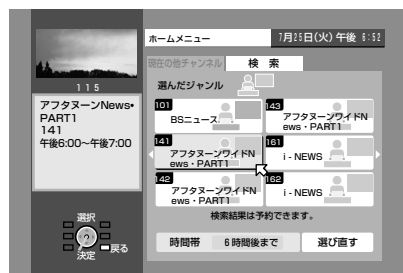 ホームメニュー
7月25日(火) 午後 6:52
現在の他チャンネル
検 索
115
選んだジャンル
アフタヌーンNews•
PART1
141
午後6:00~午後7:00
101
BSニュース
143
アフタヌーンワイドN
ews・PART1
141
アフタヌーンワイドN
ews・PART1
161
i - NEWS
142
アフタヌーンワイドN
ews・PART1
162
i - NEWS
検索結果は予約できます。
選択
戻る
決定
時間帯
6時間後まで
選び直す